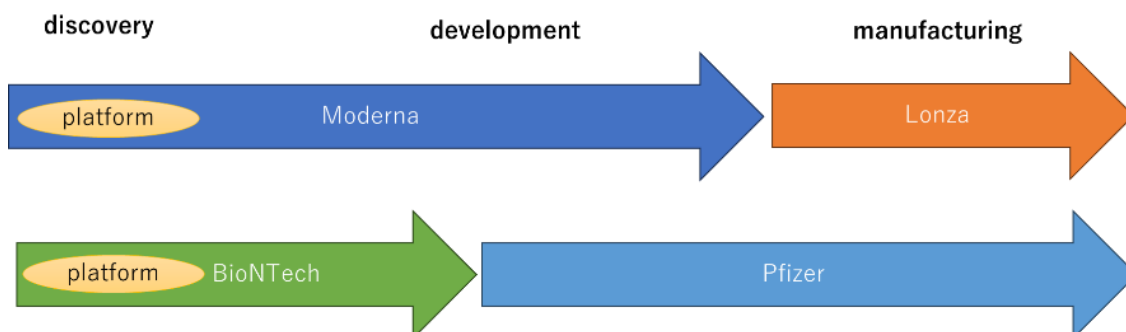 discovery development manufacturing
platform Moderna Lonza
platform BioNTech Pfizer